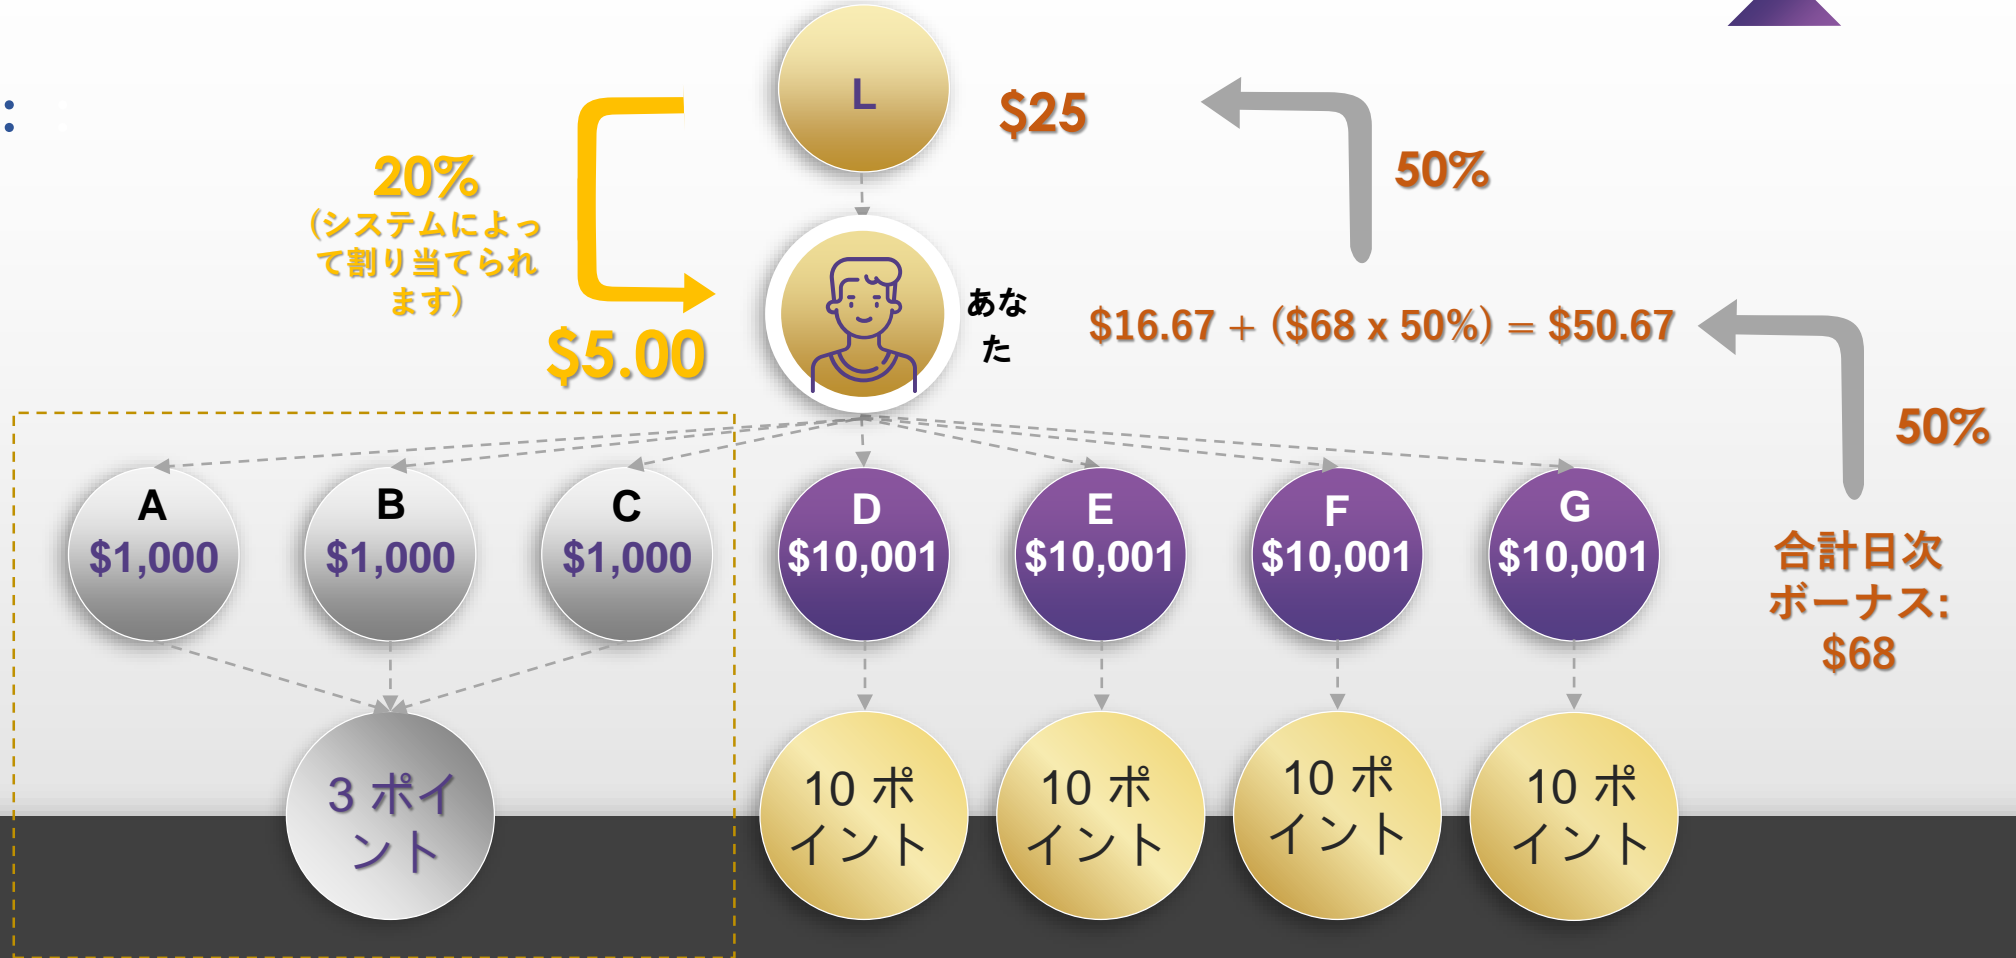 L
$25
50%
20%
(システムによっ
て割り当てられ
ます)
$5.00
あな
た
$16.67 + ($68 x 50%) = $50.67
50%
A
$1,000
B
$1,000
C
$1,000
D
$10,001
E
$10,001
F
$10,001
G
$10,001
合計日次
ボーナス:
$68
3 ポイ
ント
10 ポ
イント
10 ポ
イント
10 ポ
イント
10 ポ
イント